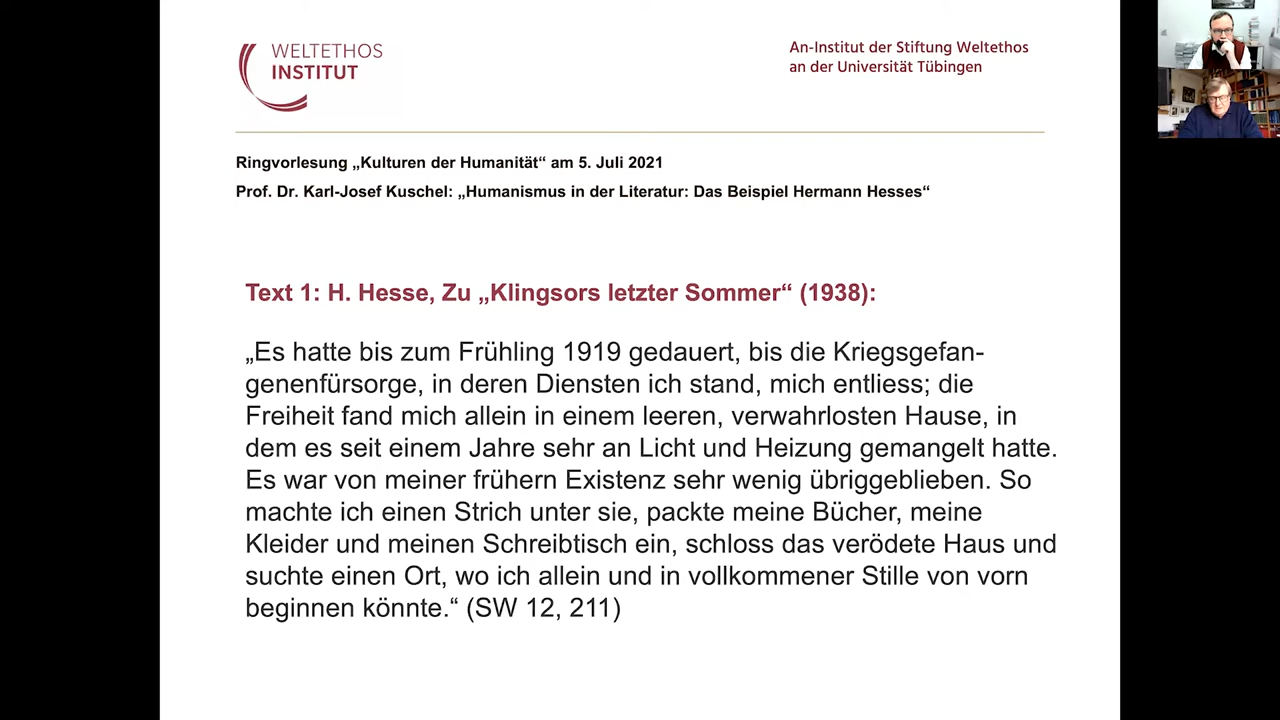 WELTETHOS
INSTITUT
An-Institut der Stiftung Weltethos
an der Universität Tübingen
Ringvorlesung „Kulturen der Humanität“ am 5. Juli 2021
Prof. Dr. Karl-Josef Kuschel: „Humanismus in der Literatur: Das Beispiel Hermann Hesses“
Text 1: H. Hesse, Zu „Klingsors letzter Sommer“ (1938):
„Es hatte bis zum Frühling 1919 gedauert, bis die Kriegsgefan-
genenfürsorge, in deren Diensten ich stand, mich entliess; die
Freiheit fand mich allein in einem leeren, verwahrlosten Hause, in
dem es seit einem Jahre sehr an Licht und Heizung gemangelt hatte.
Es war von meiner frühern Existenz sehr wenig übriggeblieben. So
machte ich einen Strich unter sie, packte meine Bücher, meine
Kleider und meinen Schreibtisch ein, schloss das verödete Haus und
suchte einen Ort, wo ich allein und in vollkommener Stille von vorn
beginnen könnte.“ (SW 12, 211)